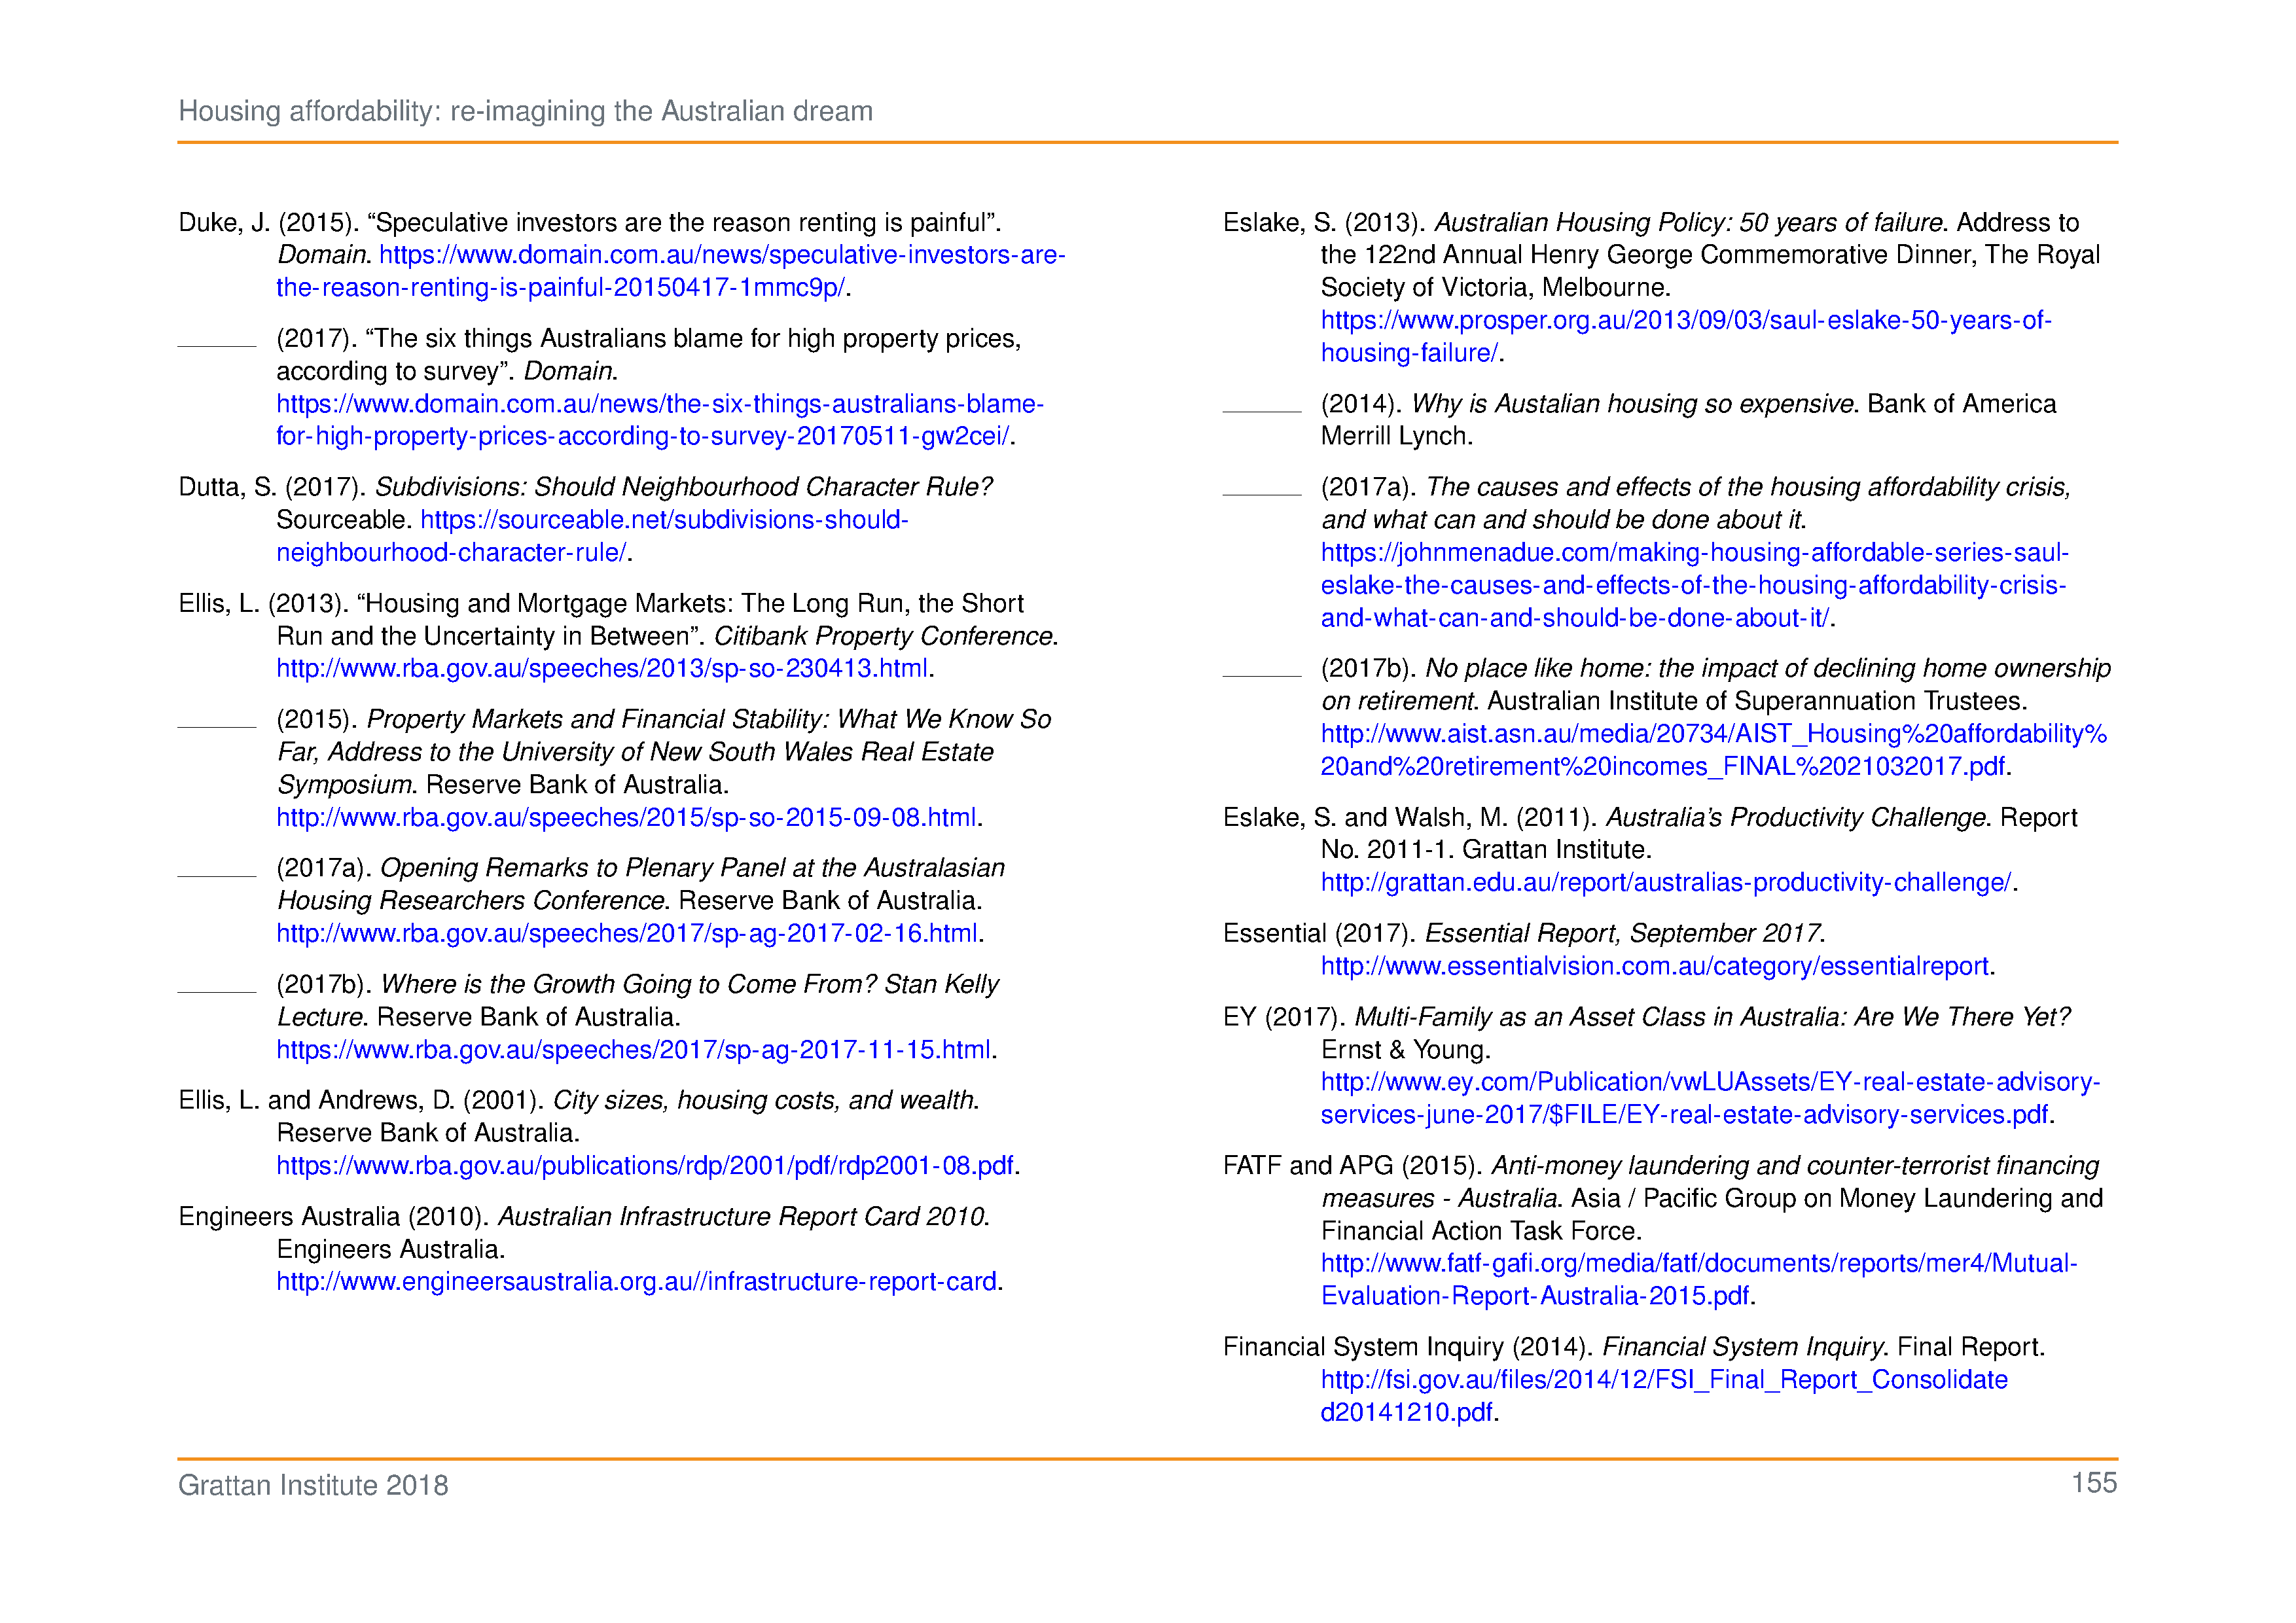 Housing affordability: re-imagining the Australian dream
Duke, J. (2015). “Speculative investors are the reason renting is painful”.
Domain. https://www.domain.com.au/news/speculative-investors-are-
the-reason-renting-is-painful-20150417-1mmc9p/.
(2017). “The six things Australians blame for high property prices,
according to survey”. Domain.
https://www.domain.com.au/news/the-six-things-australians-blame-
for-high-property-prices-according-to-survey-20170511-gw2cei/.
Dutta, S. (2017). Subdivisions: Should Neighbourhood Character Rule?
Sourceable. https://sourceable.net/subdivisions-should-
neighbourhood-character-rule/.
Ellis, L. (2013). “Housing and Mortgage Markets: The Long Run, the Short
Run and the Uncertainty in Between”. Citibank Property Conference.
http://www.rba.gov.au/speeches/2013/sp-so-230413.html.
(2015). Property Markets and Financial Stability: What We Know So
Far, Address to the University of New South Wales Real Estate
Symposium. Reserve Bank of Australia.
http://www.rba.gov.au/speeches/2015/sp-so-2015-09-08.html.
(2017a). Opening Remarks to Plenary Panel at the Australasian
Housing Researchers Conference. Reserve Bank of Australia.
http://www.rba.gov.au/speeches/2017/sp-ag-2017-02-16.html.
(2017b). Where is the Growth Going to Come From? Stan Kelly
Lecture. Reserve Bank of Australia.
https://www.rba.gov.au/speeches/2017/sp-ag-2017-11-15.html.
Ellis, L. and Andrews, D. (2001). City sizes, housing costs, and wealth.
Reserve Bank of Australia.
https://www.rba.gov.au/publications/rdp/2001/pdf/rdp2001-08.pdf.
Engineers Australia (2010). Australian Infrastructure Report Card 2010.
Engineers Australia.
http://www.engineersaustralia.org.au//infrastructure-report-card.
Eslake, S. (2013). Australian Housing Policy: 50 years of failure. Address to
the 122nd Annual Henry George Commemorative Dinner, The Royal
Society of Victoria, Melbourne.
https://www.prosper.org.au/2013/09/03/saul-eslake-50-years-of-
housing-failure/.
(2014). Why is Austalian housing so expensive. Bank of America
Merrill Lynch.
(2017a). The causes and effects of the housing affordability crisis,
and what can and should be done about it.
https://johnmenadue.com/making-housing-affordable-series-saul-
eslake-the-causes-and-effects-of-the-housing-affordability-crisis-
and-what-can-and-should-be-done-about-it/.
(2017b). No place like home: the impact of declining home ownership
on retirement. Australian Institute of Superannuation Trustees.
http://www.aist.asn.au/media/20734/AIST_Housing%20affordability%
20and%20retirement%20incomes_FINAL%2021032017.pdf.
Eslake, S. and Walsh, M. (2011). Australia’s Productivity Challenge. Report
No. 2011-1. Grattan Institute.
http://grattan.edu.au/report/australias-productivity-challenge/.
Essential (2017). Essential Report, September 2017.
http://www.essentialvision.com.au/category/essentialreport.
EY (2017). Multi-Family as an Asset Class in Australia: Are We There Yet?
Ernst & Young.
http://www.ey.com/Publication/vwLUAssets/EY-real-estate-advisory-
services-june-2017/$FILE/EY-real-estate-advisory-services.pdf.
FATF and APG (2015). Anti-money laundering and counter-terrorist financing
measures - Australia. Asia / Pacific Group on Money Laundering and
Financial Action Task Force.
http://www.fatf-gafi.org/media/fatf/documents/reports/mer4/Mutual-
Evaluation-Report-Australia-2015.pdf.
Financial System Inquiry (2014). Financial System Inquiry. Final Report.
http://fsi.gov.au/files/2014/12/FSI_Final_Report_Consolidate
d20141210.pdf.
Grattan Institute 2018
155